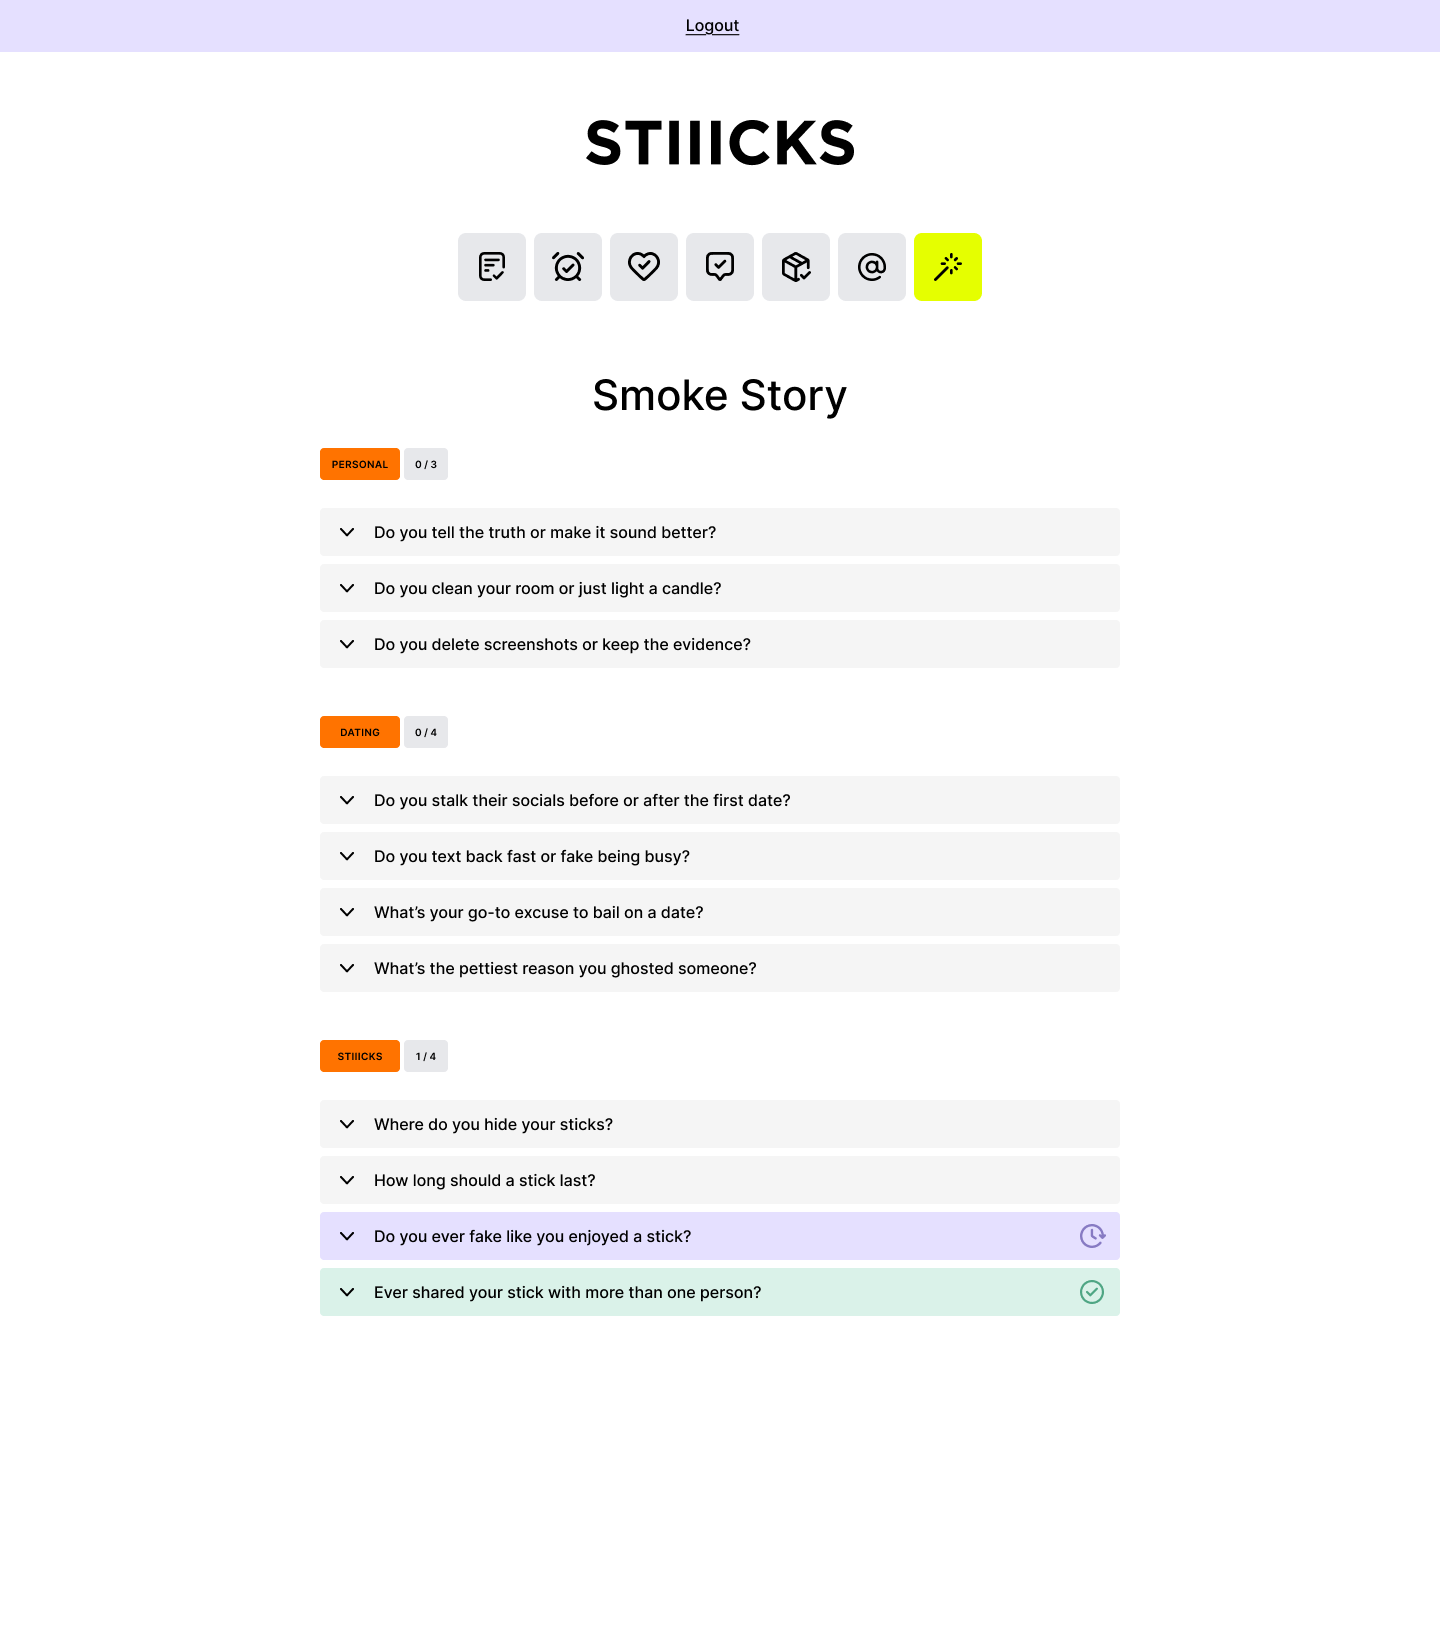 Logout
STIIICKS
Smoke Story
PERSONAL 0 / 3
Do you tell the truth or make it sound better?
Do you clean your room or just light a candle?
Do you delete screenshots or keep the evidence?
DATING 0 / 4
Do you stalk their socials before or after the first date?
Do you text back fast or fake being busy?
What’s your go-to excuse to bail on a date?
What’s the pettiest reason you ghosted someone?
STIIICKS 1 / 4
Where do you hide your sticks?
How long should a stick last?
Do you ever fake like you enjoyed a stick?
Ever shared your stick with more than one person?